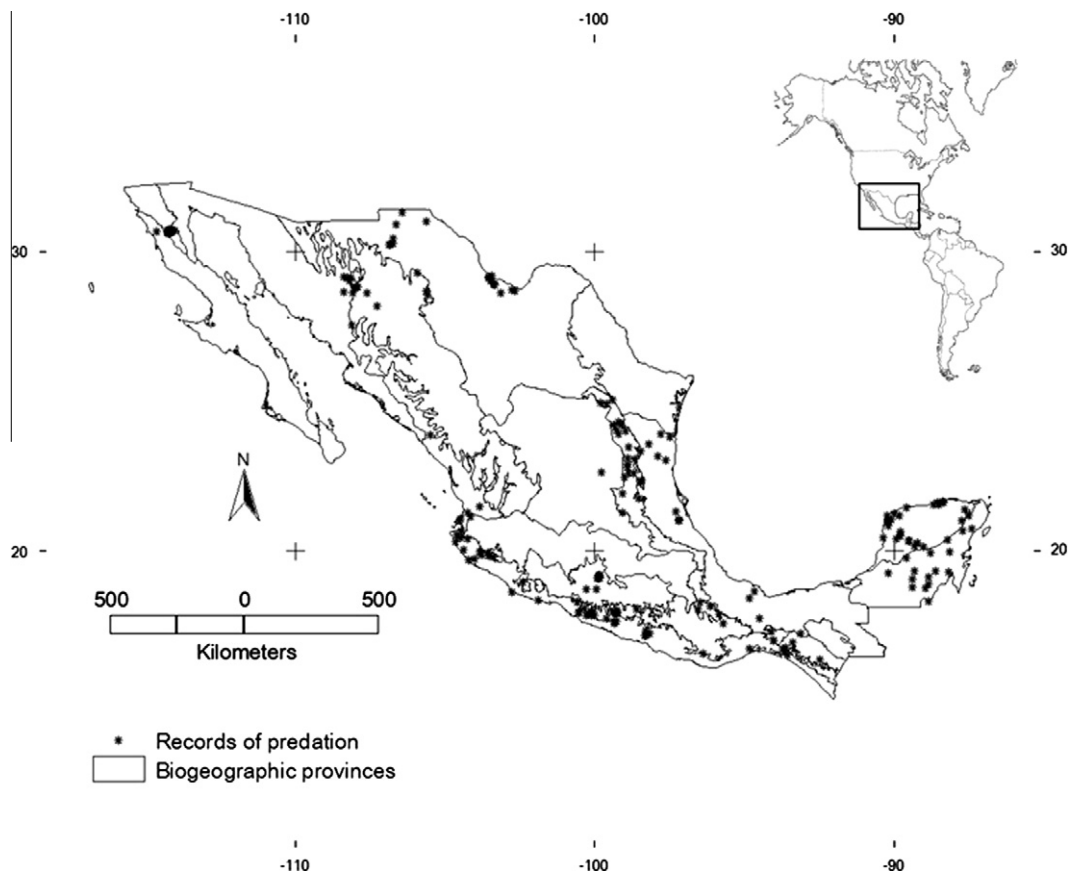 -110 -100 -90
30 30
20 20
N
500 0 500
Kilometers
Records of predation
Biogeographic provinces
-110 -100 -90